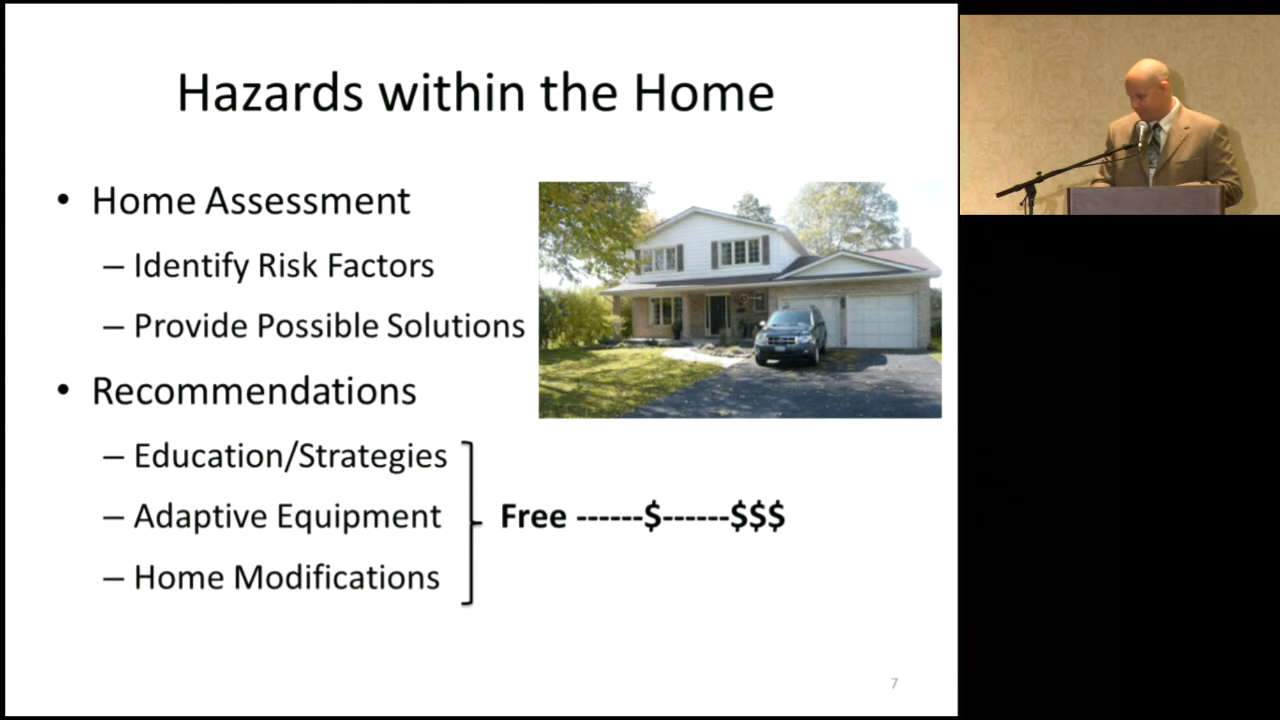 Hazards within the Home
• Home Assessment
– Identify Risk Factors
– Provide Possible Solutions
• Recommendations
– Education/Strategies
– Adaptive Equipment
– Home Modifications
Free ------$------$$$
7